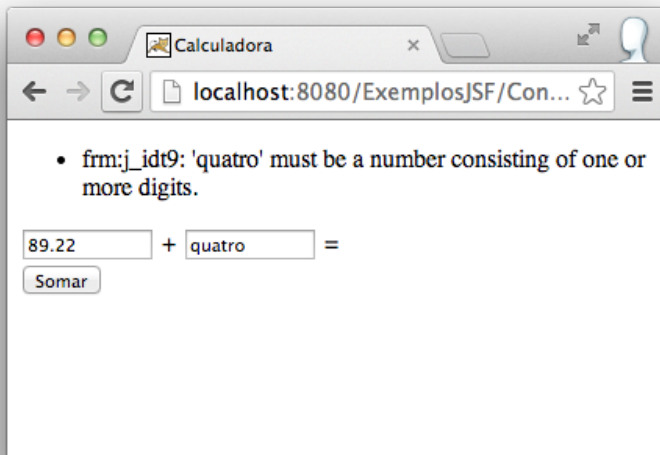 Calculadora
localhost:8080/ExemplosJSF/Con...
• frm:j_idt9: 'quatro' must be a number consisting of one or
more digits.
89.22 + quatro =
Somar